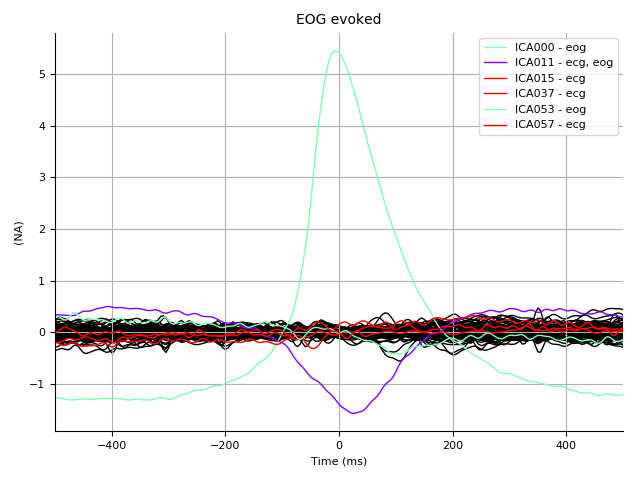 EOG evoked
ICA000 - eog
ICA011 - ecg, eog
ICA015 - ecg
ICA037 - ecg
ICA053 - eog
ICA057 - ecg
5
4
3
2
1
0
−1
(NA)
−400 −200 0 200 400
Time (ms)